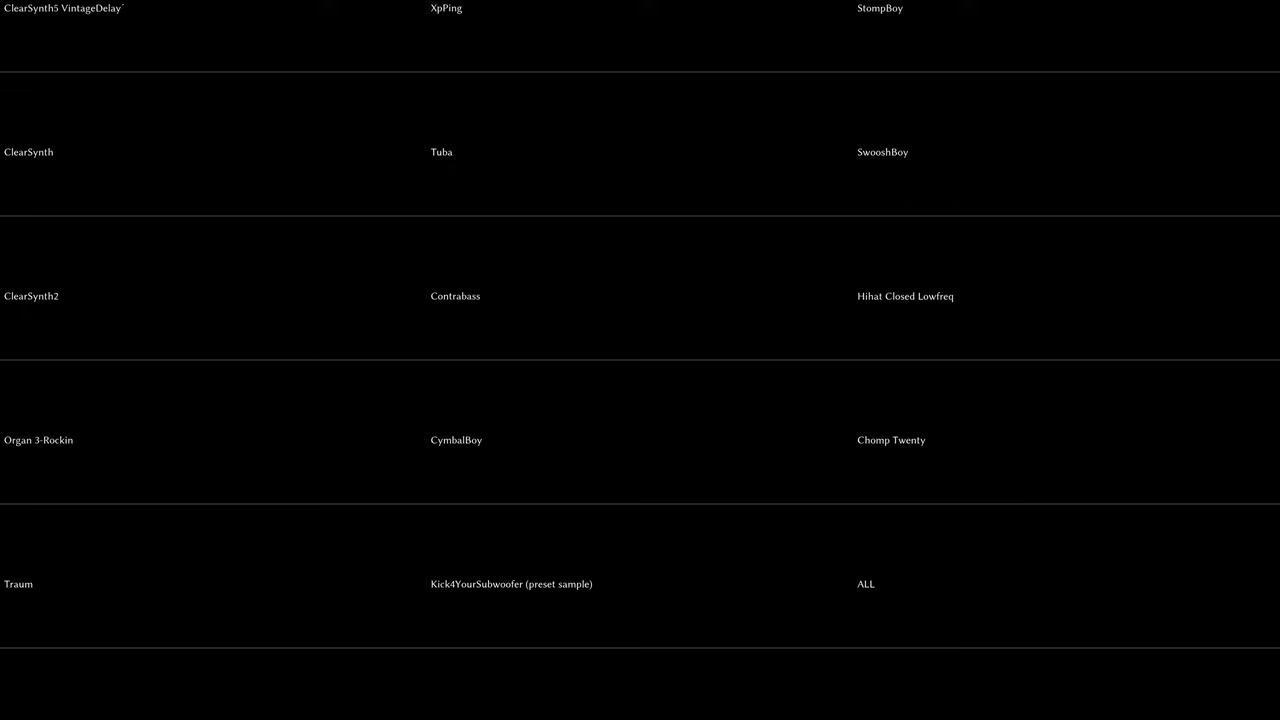 ClearSynth5 VintageDelay´
XpPing
StompBoy
ClearSynth
Tuba
SwooshBoy
ClearSynth2
Contrabass
Hihat Closed Lowfreq
Organ 3-Rockin
CymbalBoy
Chomp Twenty
Traum
Kick4YourSubwoofer (preset sample)
ALL